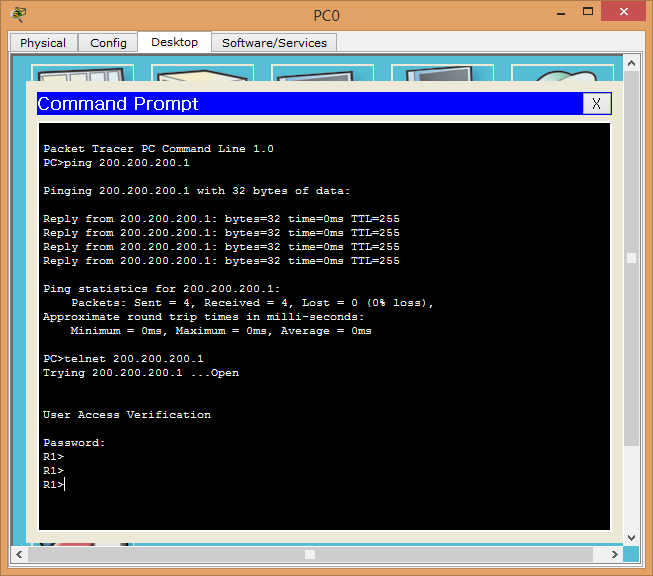 PC0
Physical Config Desktop Software/Services
Command Prompt X
Packet Tracer PC Command Line 1.0
PC>ping 200.200.200.1
Pinging 200.200.200.1 with 32 bytes of data:
Reply from 200.200.200.1: bytes=32 time=0ms TTL=255
Reply from 200.200.200.1: bytes=32 time=0ms TTL=255
Reply from 200.200.200.1: bytes=32 time=0ms TTL=255
Reply from 200.200.200.1: bytes=32 time=0ms TTL=255
Ping statistics for 200.200.200.1:
Packets: Sent = 4, Received = 4, Lost = 0 (0% loss),
Approximate round trip times in milli-seconds:
Minimum = 0ms, Maximum = 0ms, Average = 0ms
PC>telnet 200.200.200.1
Trying 200.200.200.1 ...Open
User Access Verification
Password:
R1>
R1>
R1>